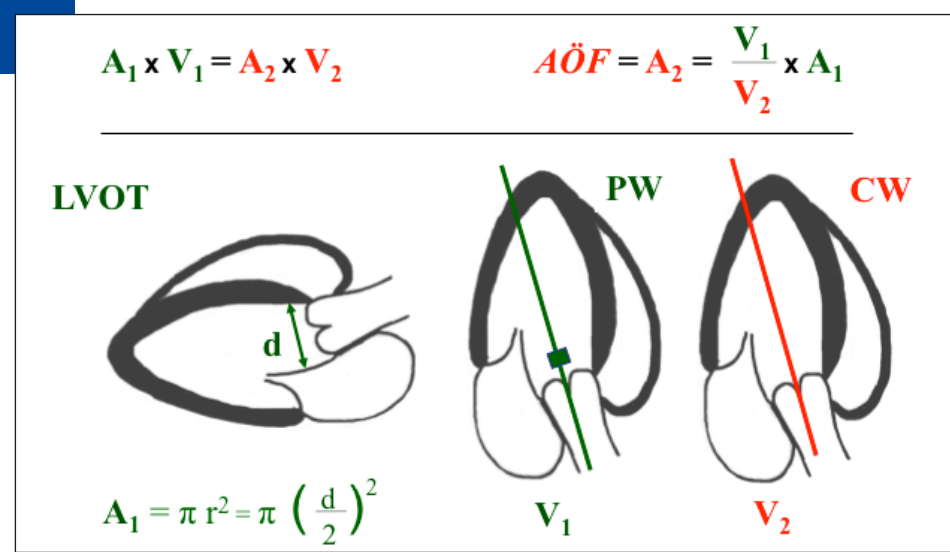 A₁ x V₁ = A₂ x V₂
AÖF = A₂ = V₁/V₂ x A₁
LVOT
PW
CW
d
A₁ = π r² = π (d/2)²
V₁
V₂